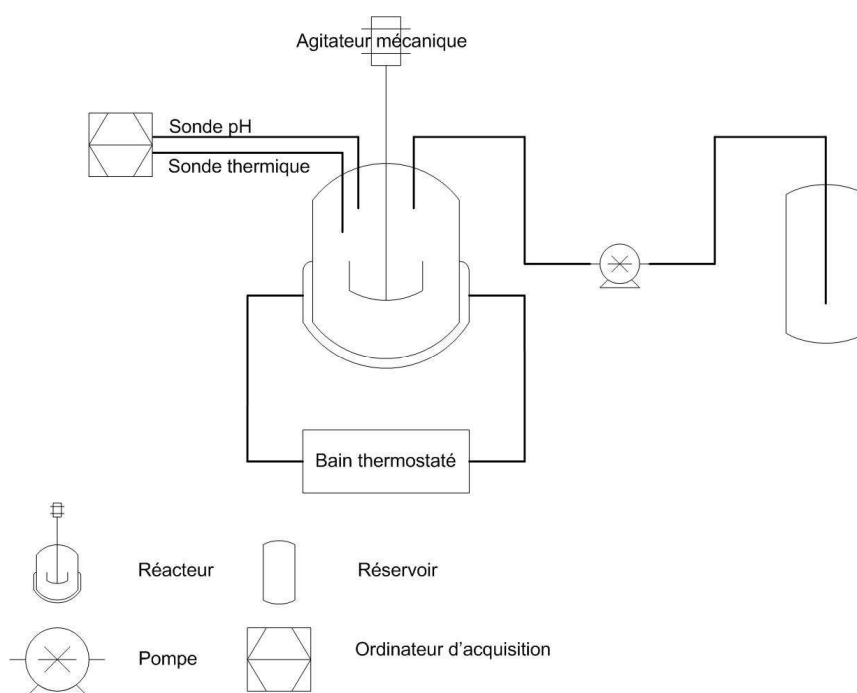 Agitateur mécanique
Sonde pH
Sonde thermique
Bain thermostaté
Réacteur
Réservoir
Pompe
Ordinateur d'acquisition